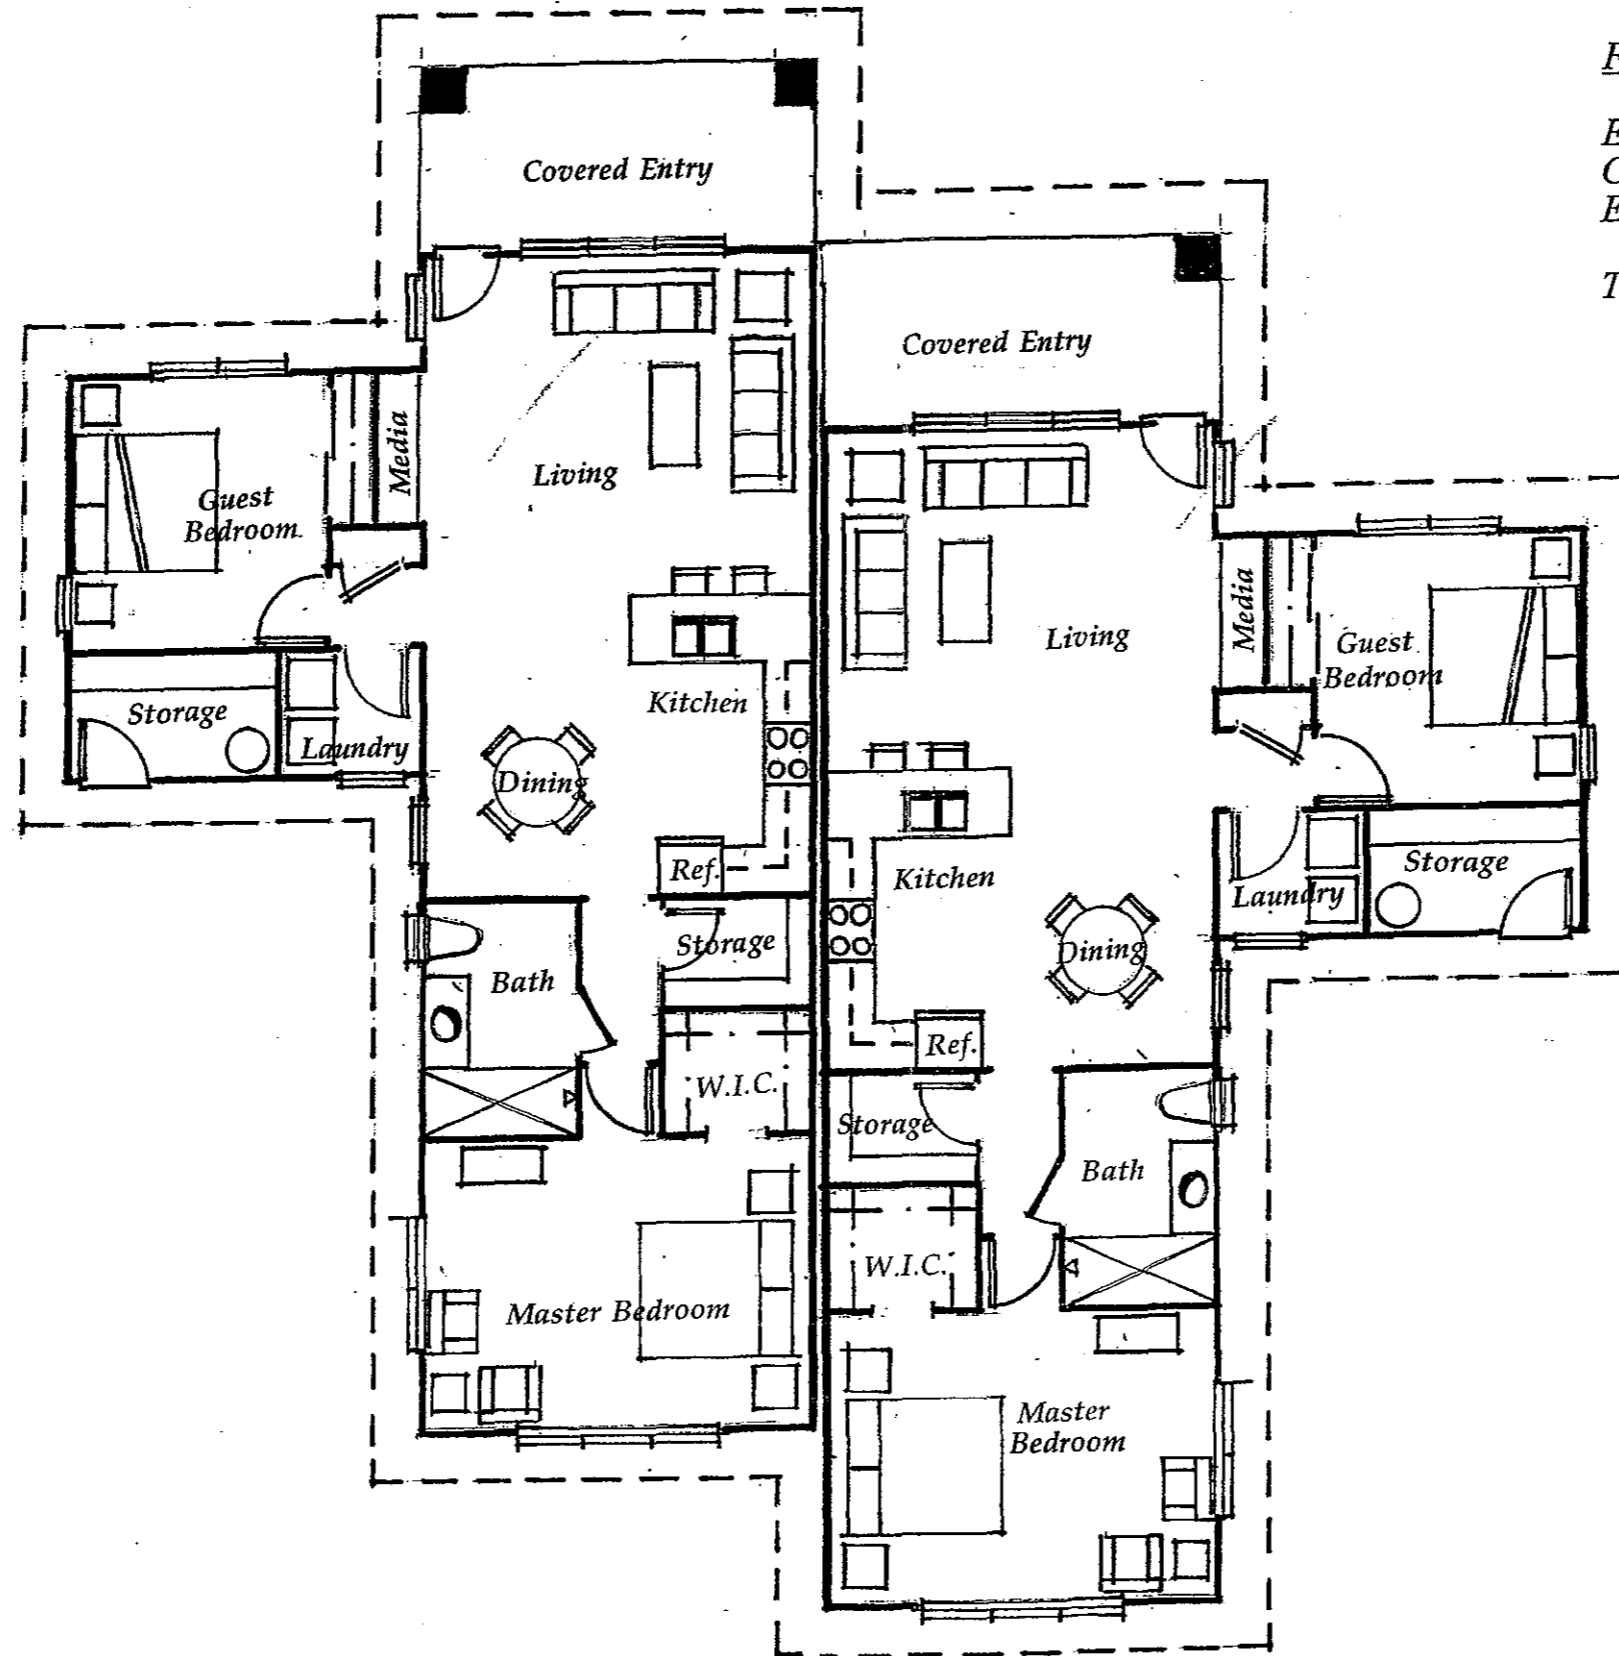 Covered Entry
Covered Entry
Living
Media
Guest
Bedroom
Storage
Laundry
Kitchen
Dining
Ref.
Storage
Bath
W.I.C.
Master Bedroom
Living
Media
Guest
Bedroom
Kitchen
Laundry
Storage
Dining
Ref.
Storage
Bath
W.I.C.
Master
Bedroom
E
C
E
T